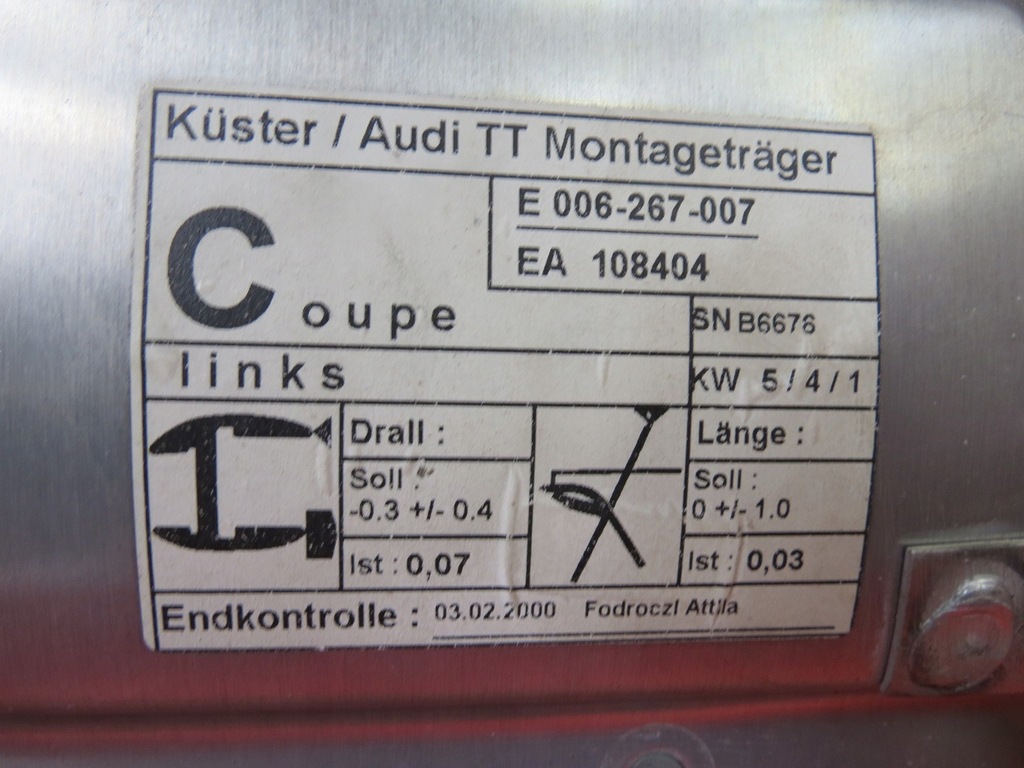 Küster / Audi TT Montageträger
E 006-267-007
EA 108404
Coupe
SN B6676
links
KW 5 / 4 / 1
Drall :
Soll :
-0.3 +/- 0.4
Ist : 0,07
Länge :
Soll :
0 +/- 1.0
Ist : 0,03
Endkontrolle : 03.02.2000 Fodroczi Attila